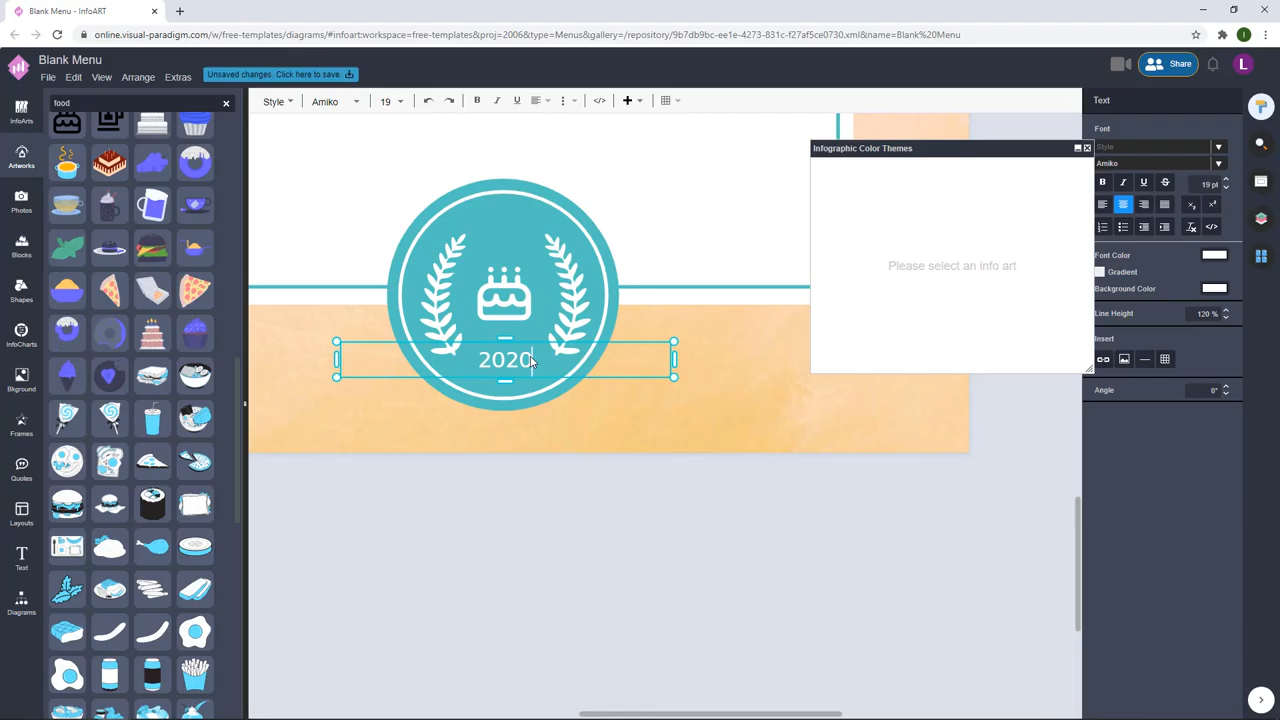 Blank Menu - InfoART
online.visual-paradigm.com/w/free-templates/diagrams/#infoart:workspace=free-templates&proj=2006&type=Menus&gallery=/repository/9b7db9bc-ee1e-4273-831c-f27af5ce0730.xml&name=Blank%20Menu
I
Blank Menu
File Edit View Arrange Extras Unsaved changes. Click here to save.
Share
L
food
Style Amiko 19 B I U
InfoArts
Artworks
Photos
Blocks
Shapes
InfoCharts
Bkground
Frames
Quotes
Layouts
Text
Diagrams
2020
Infographic Color Themes
Please select an info art
Text
Font
Style
Amiko
B I U S 19 pt
Font Color
Gradient
Background Color
Line Height 120 %
Insert
Angle 0°